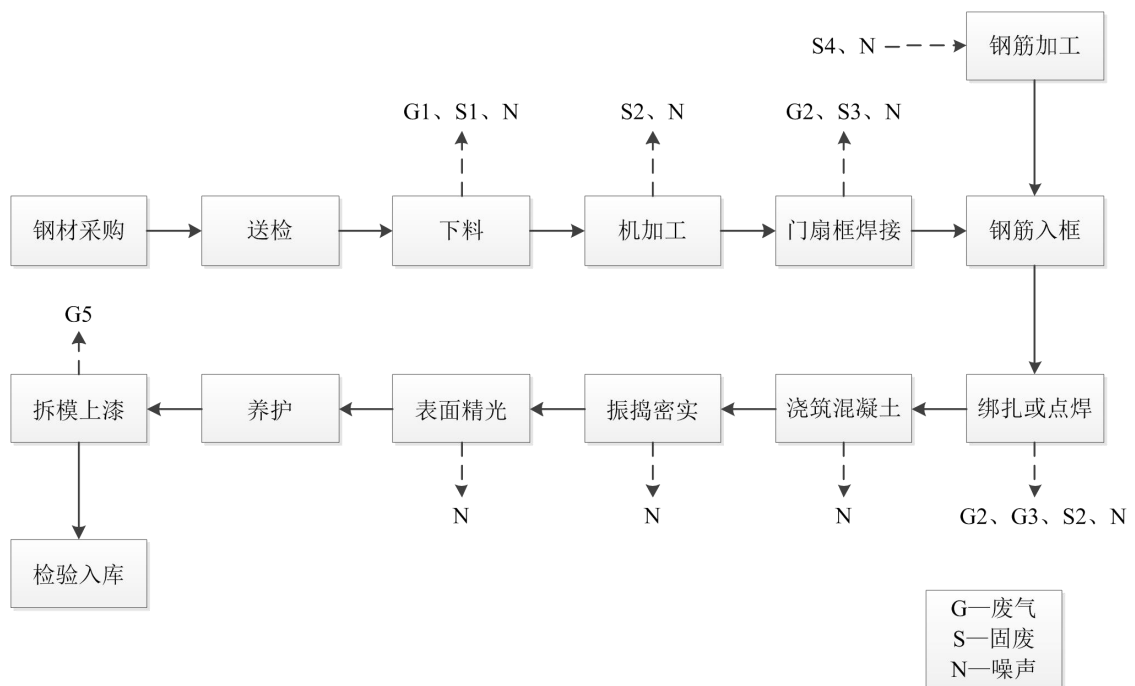 S4、N
钢筋加工
G1、S1、N
S2、N
G2、S3、N
钢材采购
送检
下料
机加工
门扇框焊接
钢筋入框
G5
拆模上漆
养护
表面精光
振捣密实
浇筑混凝土
绑扎或点焊
N
N
N
G2、G3、S2、N
检验入库
G—废气
S—固废
N—噪声